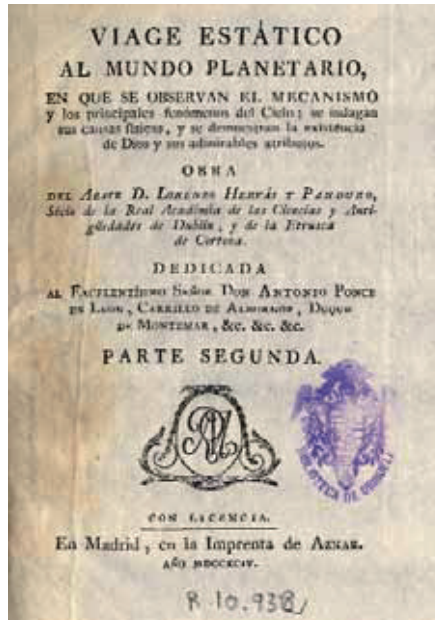 VIAGE ESTÁTICO
AL MUNDO PLANETARIO,
EN QUE SE OBSERVAN EL MECANISMO
y los principales fenómenos del Cielo; se indagan
sus causas físicas, y se demuestran la existencia
de Dios y sus admirables atributos.
OBRA
DEL ABATE D. LORENZO HERVÁS Y PANDURO,
Sócio de la Real Académia de las Ciencias y Anti-
güedades de Dublin, y de la Etrusca
de Cortona.
DEDICADA
AL EXCLENTÍSIMO SEÑOR DON ANTONIO PONCE
DE LEON, CARRILLO DE ALBORNOZ, DUQUE
DE MONTEMAR, &c. &c. &c.
PARTE SEGUNDA.
CON LICENCIA.
En Madrid, en la Imprenta de AZNAR.
AÑO MDCCXCIV.
R 10.938